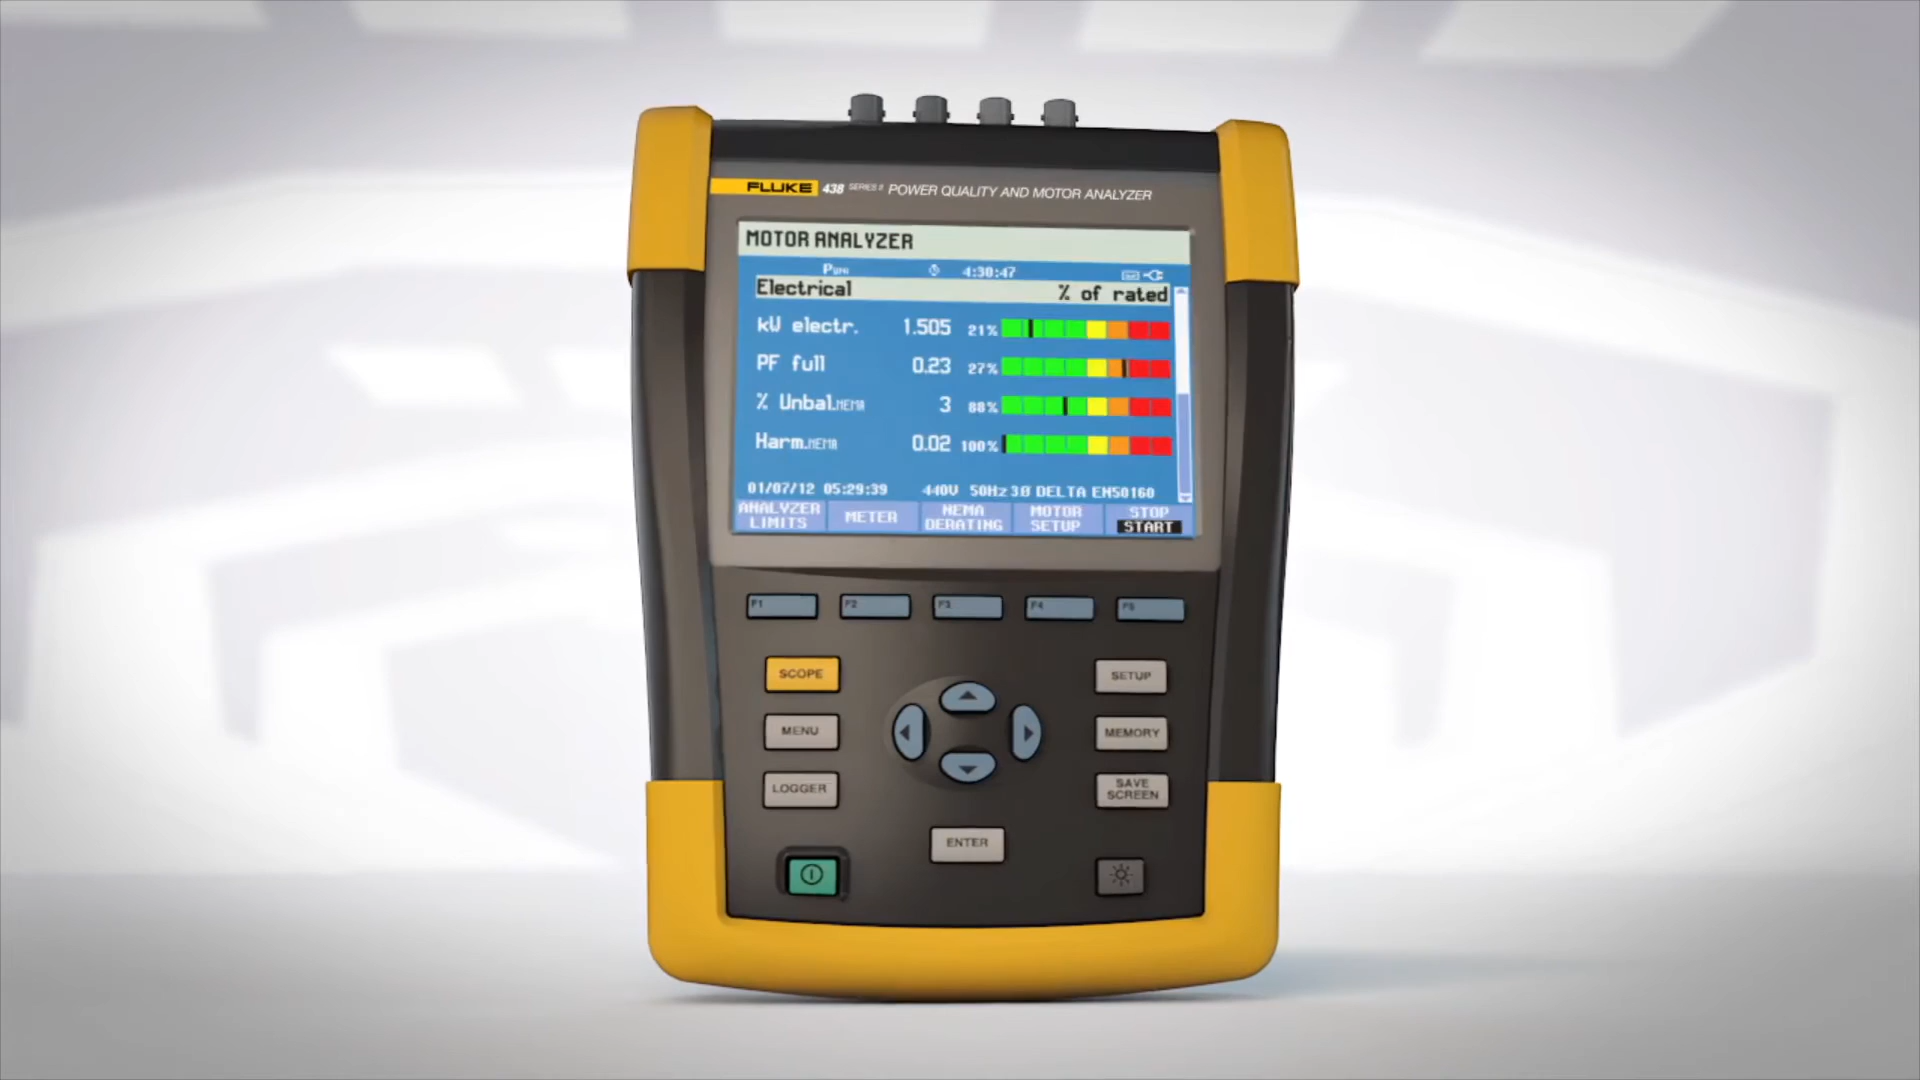 FLUKE 438 SERIES II POWER QUALITY AND MOTOR ANALYZER
MOTOR ANALYZER
PUNI 4:30:47
Electrical % of rated
kW electr. 1.505 21%
PF full 0.23 27%
% Unbal.NEMA 3 88%
Harm.NEMA 0.02 100%
01/07/12 05:29:39 440V 50Hz 3Ø DELTA EN50160
ANALYZER LIMITS METER NEMA DERATING MOTOR SETUP STOP START
F1 F2 F3 F4 F5
SCOPE SETUP
MENU MEMORY
LOGGER SAVE SCREEN
ENTER